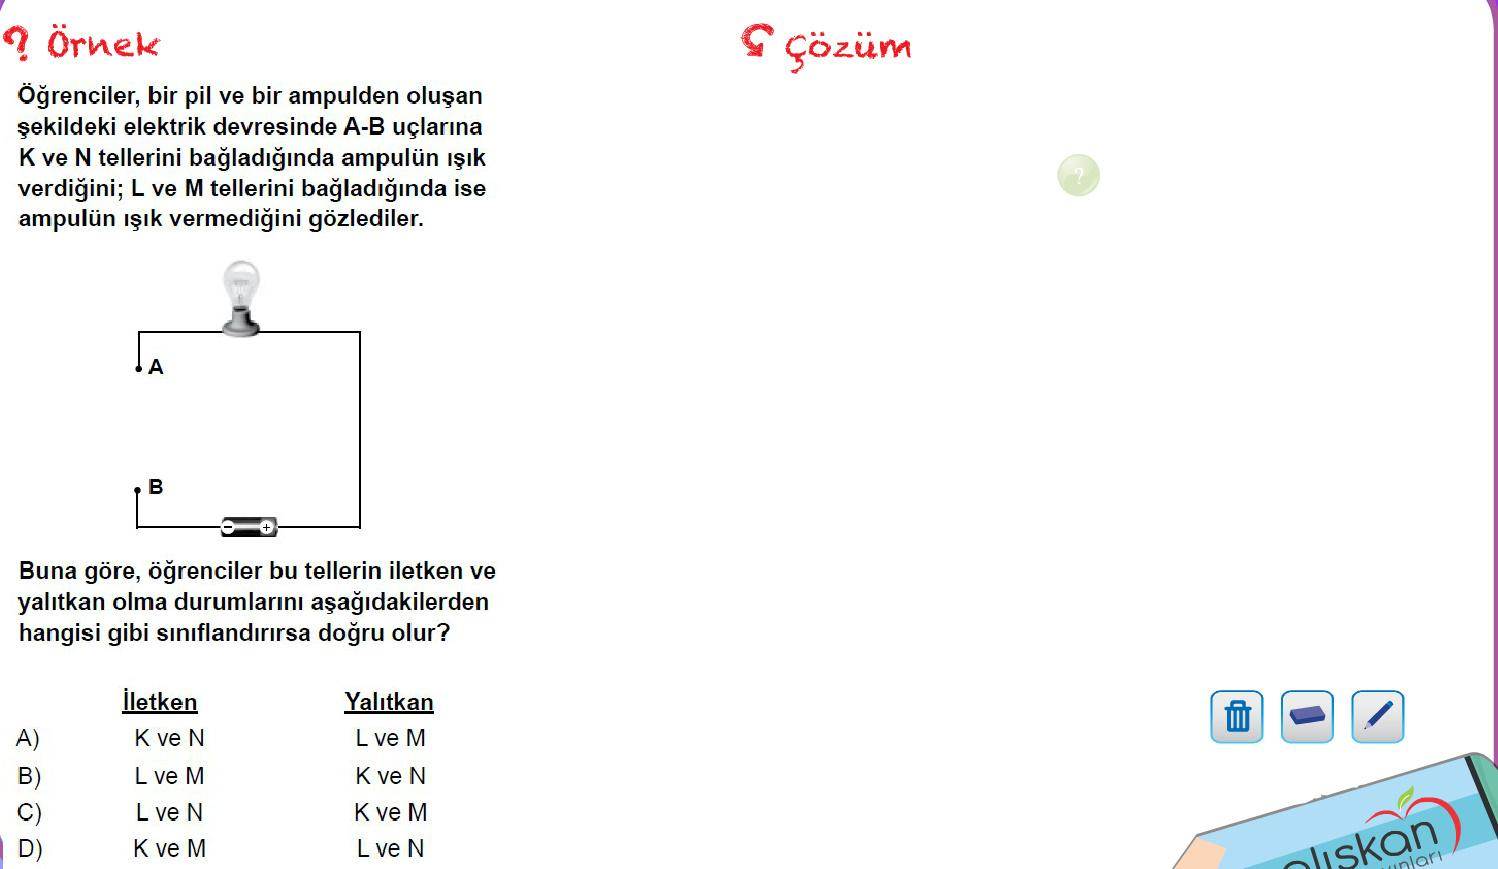 ? Örnek
Öğrenciler, bir pil ve bir ampulden oluşan
şekildeki elektrik devresinde A-B uçlarına
K ve N tellerini bağladığında ampulün ışık
verdiğini; L ve M tellerini bağladığında ise
ampulün ışık vermediğini gözlediler.
A
B
− +
Buna göre, öğrenciler bu tellerin iletken ve
yalıtkan olma durumlarını aşağıdakilerden
hangisi gibi sınıflandırırsa doğru olur?
İletken Yalıtkan
A) K ve N L ve M
B) L ve M K ve N
C) L ve N K ve M
D) K ve M L ve N
Çözüm
?